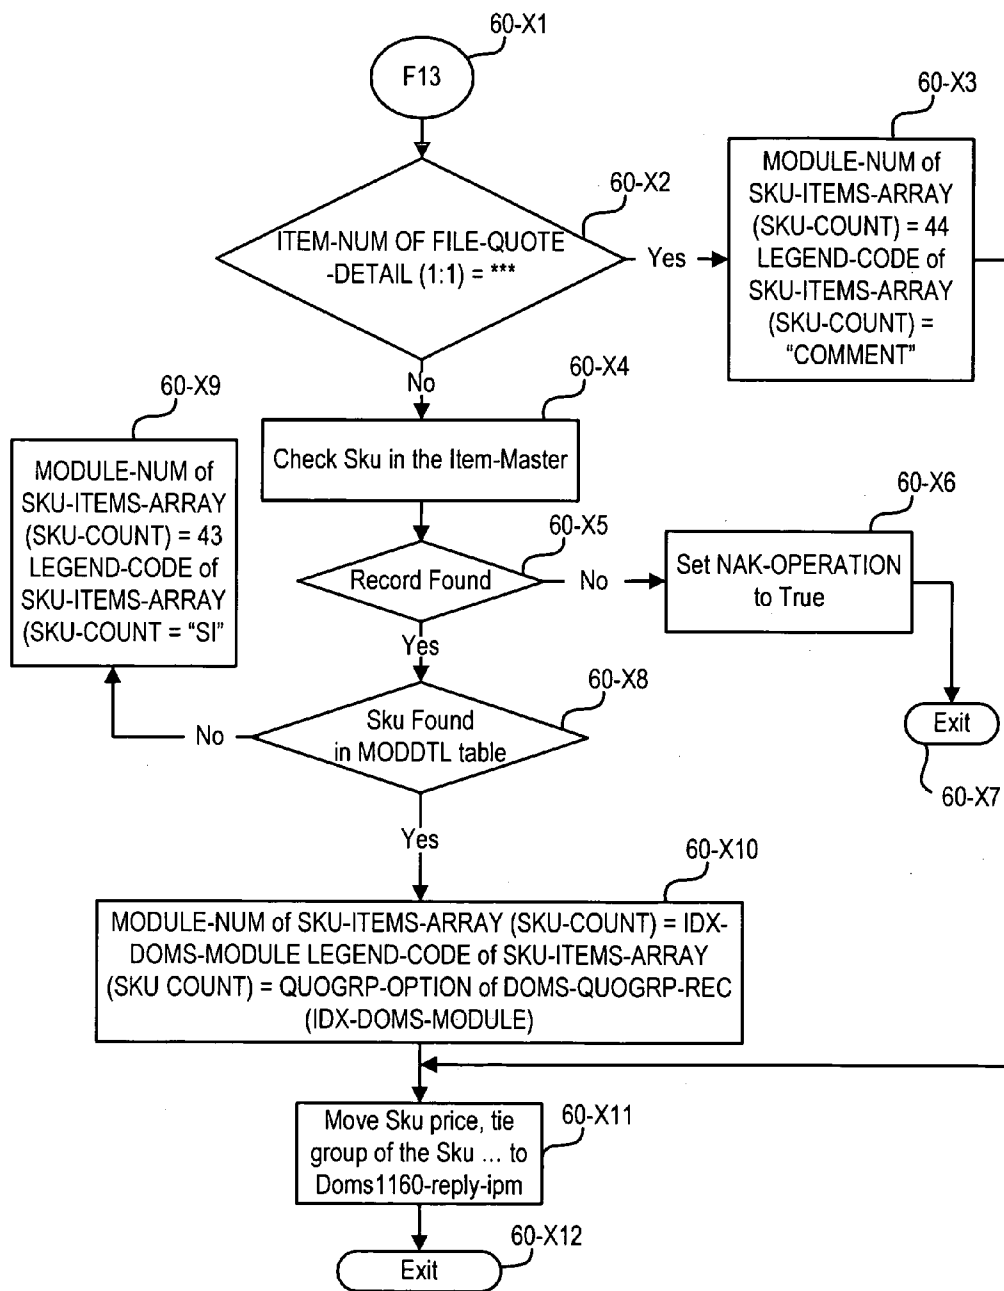 60-X1
F13
60-X3
MODULE-NUM of
SKU-ITEMS-ARRAY
(SKU-COUNT) = 44
LEGEND-CODE of
SKU-ITEMS-ARRAY
(SKU-COUNT) =
“COMMENT”
60-X2
ITEM-NUM OF FILE-QUOTE
-DETAIL (1:1) = ***
Yes
No
60-X4
Check Sku in the Item-Master
60-X9
MODULE-NUM of
SKU-ITEMS-ARRAY
(SKU-COUNT) = 43
LEGEND-CODE of
SKU-ITEMS-ARRAY
(SKU-COUNT = “SI”
60-X5
Record Found
No
60-X6
Set NAK-OPERATION
to True
Yes
60-X8
Sku Found
in MODDTL table
No
Exit
60-X7
Yes
60-X10
MODULE-NUM of SKU-ITEMS-ARRAY (SKU-COUNT) = IDX-
DOMS-MODULE LEGEND-CODE of SKU-ITEMS-ARRAY
(SKU COUNT) = QUOGRP-OPTION of DOMS-QUOGRP-REC
(IDX-DOMS-MODULE)
60-X11
Move Sku price, tie
group of the Sku ... to
Doms1160-reply-ipm
60-X12
Exit